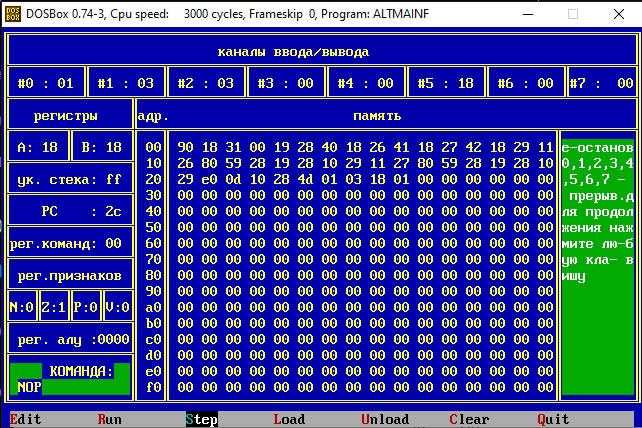 DOSBox 0.74-3, Cpu speed: 3000 cycles, Frameskip 0, Program: ALTMAINF
каналы ввода/вывода
#0 : 01 #1 : 03 #2 : 03 #3 : 00 #4 : 00 #5 : 18 #6 : 00 #7 : 00
регистры адр. память
A: 18 B: 18
ук. стека: ff
PC : 2c
рег.команд: 00
рег.признаков
N:0 Z:1 P:0 V:0
рег. алу :0000
КОМАНДА:
NOP
00 90 18 31 00 19 28 40 18 26 41 18 27 42 18 29 11
10 26 80 59 28 19 28 10 29 11 27 80 59 28 19 28 10
20 29 e0 0d 10 28 4d 01 03 18 01 00 00 00 00 00 00
30 00 00 00 00 00 00 00 00 00 00 00 00 00 00 00 00
40 00 00 00 00 00 00 00 00 00 00 00 00 00 00 00 00
50 00 00 00 00 00 00 00 00 00 00 00 00 00 00 00 00
60 00 00 00 00 00 00 00 00 00 00 00 00 00 00 00 00
70 00 00 00 00 00 00 00 00 00 00 00 00 00 00 00 00
80 00 00 00 00 00 00 00 00 00 00 00 00 00 00 00 00
90 00 00 00 00 00 00 00 00 00 00 00 00 00 00 00 00
a0 00 00 00 00 00 00 00 00 00 00 00 00 00 00 00 00
b0 00 00 00 00 00 00 00 00 00 00 00 00 00 00 00 00
c0 00 00 00 00 00 00 00 00 00 00 00 00 00 00 00 00
d0 00 00 00 00 00 00 00 00 00 00 00 00 00 00 00 00
e0 00 00 00 00 00 00 00 00 00 00 00 00 00 00 00 00
f0 00 00 00 00 00 00 00 00 00 00 00 00 00 00 00 00
e-останов
0,1,2,3,4
,5,6,7 -
прерыв.д
ля продол
жения наж
мите лю-б
ую кла- в
ишу
Edit Run Step Load Unload Clear Quit